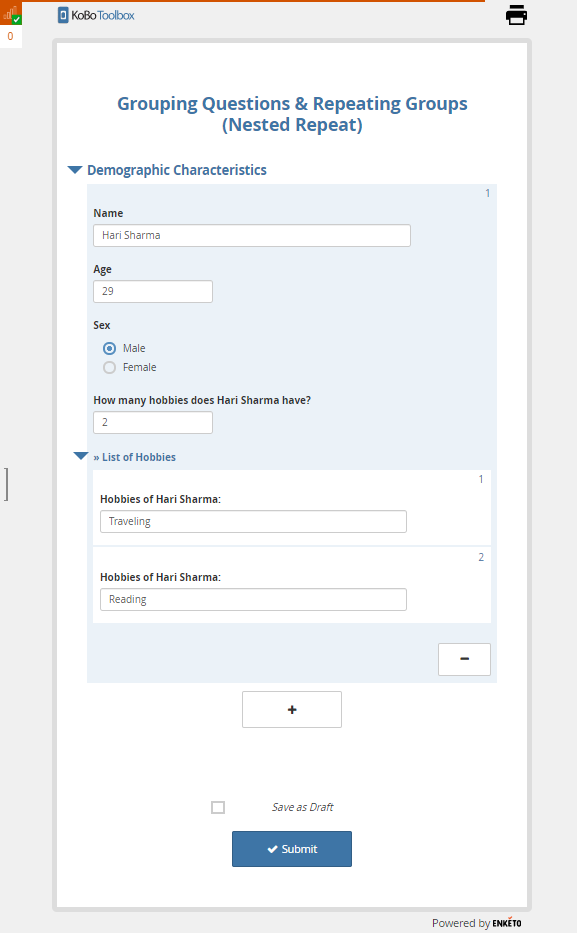 0
KoBoToolbox
Grouping Questions & Repeating Groups
(Nested Repeat)
Demographic Characteristics
1
Name
Hari Sharma
Age
29
Sex
Male
Female
How many hobbies does Hari Sharma have?
2
» List of Hobbies
1
Hobbies of Hari Sharma:
Traveling
2
Hobbies of Hari Sharma:
Reading
−
+
Save as Draft
Submit
Powered by ENKÉTO